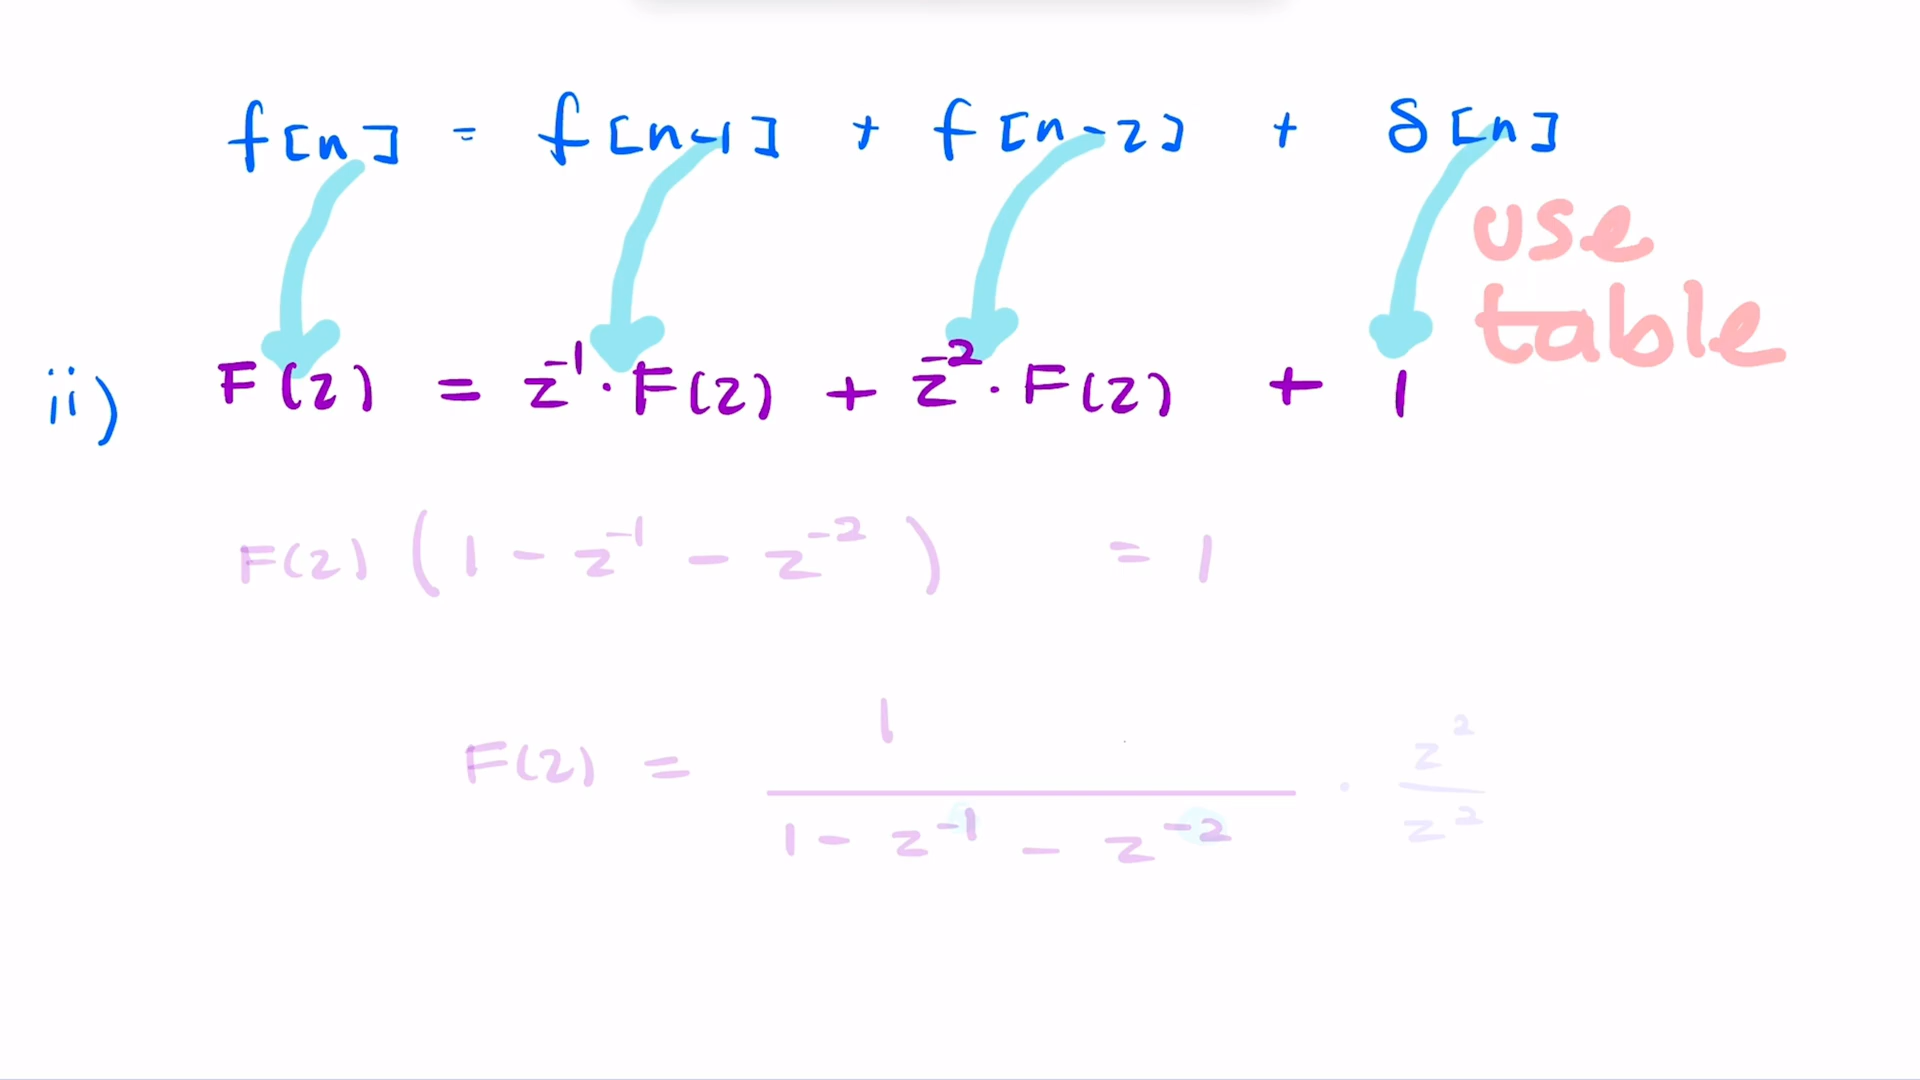 f[n] = f[n-1] + f[n-2] + δ[n]
use
table
ii) F(z) = z⁻¹·F(z) + z⁻²·F(z) + 1
F(z) (1 - z⁻¹ - z⁻²) = 1
1 z²
F(z) = ─── · ───
1 - z⁻¹ - z⁻² z²